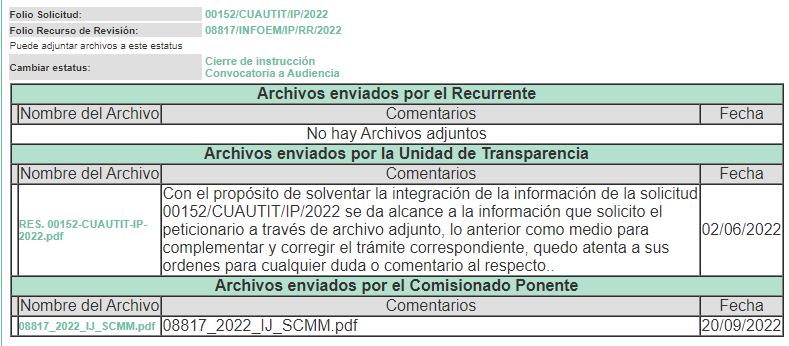 Folio Solicitud: 00152/CUAUTIT/IP/2022
Folio Recurso de Revisión: 08817/INFOEM/IP/RR/2022
Puede adjuntar archivos a este estatus
Cambiar estatus: Cierre de instrucción
Convocatoria a Audiencia
Archivos enviados por el Recurrente
Nombre del Archivo Comentarios Fecha
No hay Archivos adjuntos
Archivos enviados por la Unidad de Transparencia
Nombre del Archivo Comentarios Fecha
RES. 00152-CUAUTIT-IP-
2022.pdf
Con el propósito de solventar la integración de la información de la solicitud
00152/CUAUTIT/IP/2022 se da alcance a la información que solicito el
peticionario a través de archivo adjunto, lo anterior como medio para
complementar y corregir el trámite correspondiente, quedo atenta a sus
ordenes para cualquier duda o comentario al respecto..
02/06/2022
Archivos enviados por el Comisionado Ponente
Nombre del Archivo Comentarios Fecha
08817_2022_IJ_SCMM.pdf 08817_2022_IJ_SCMM.pdf 20/09/2022